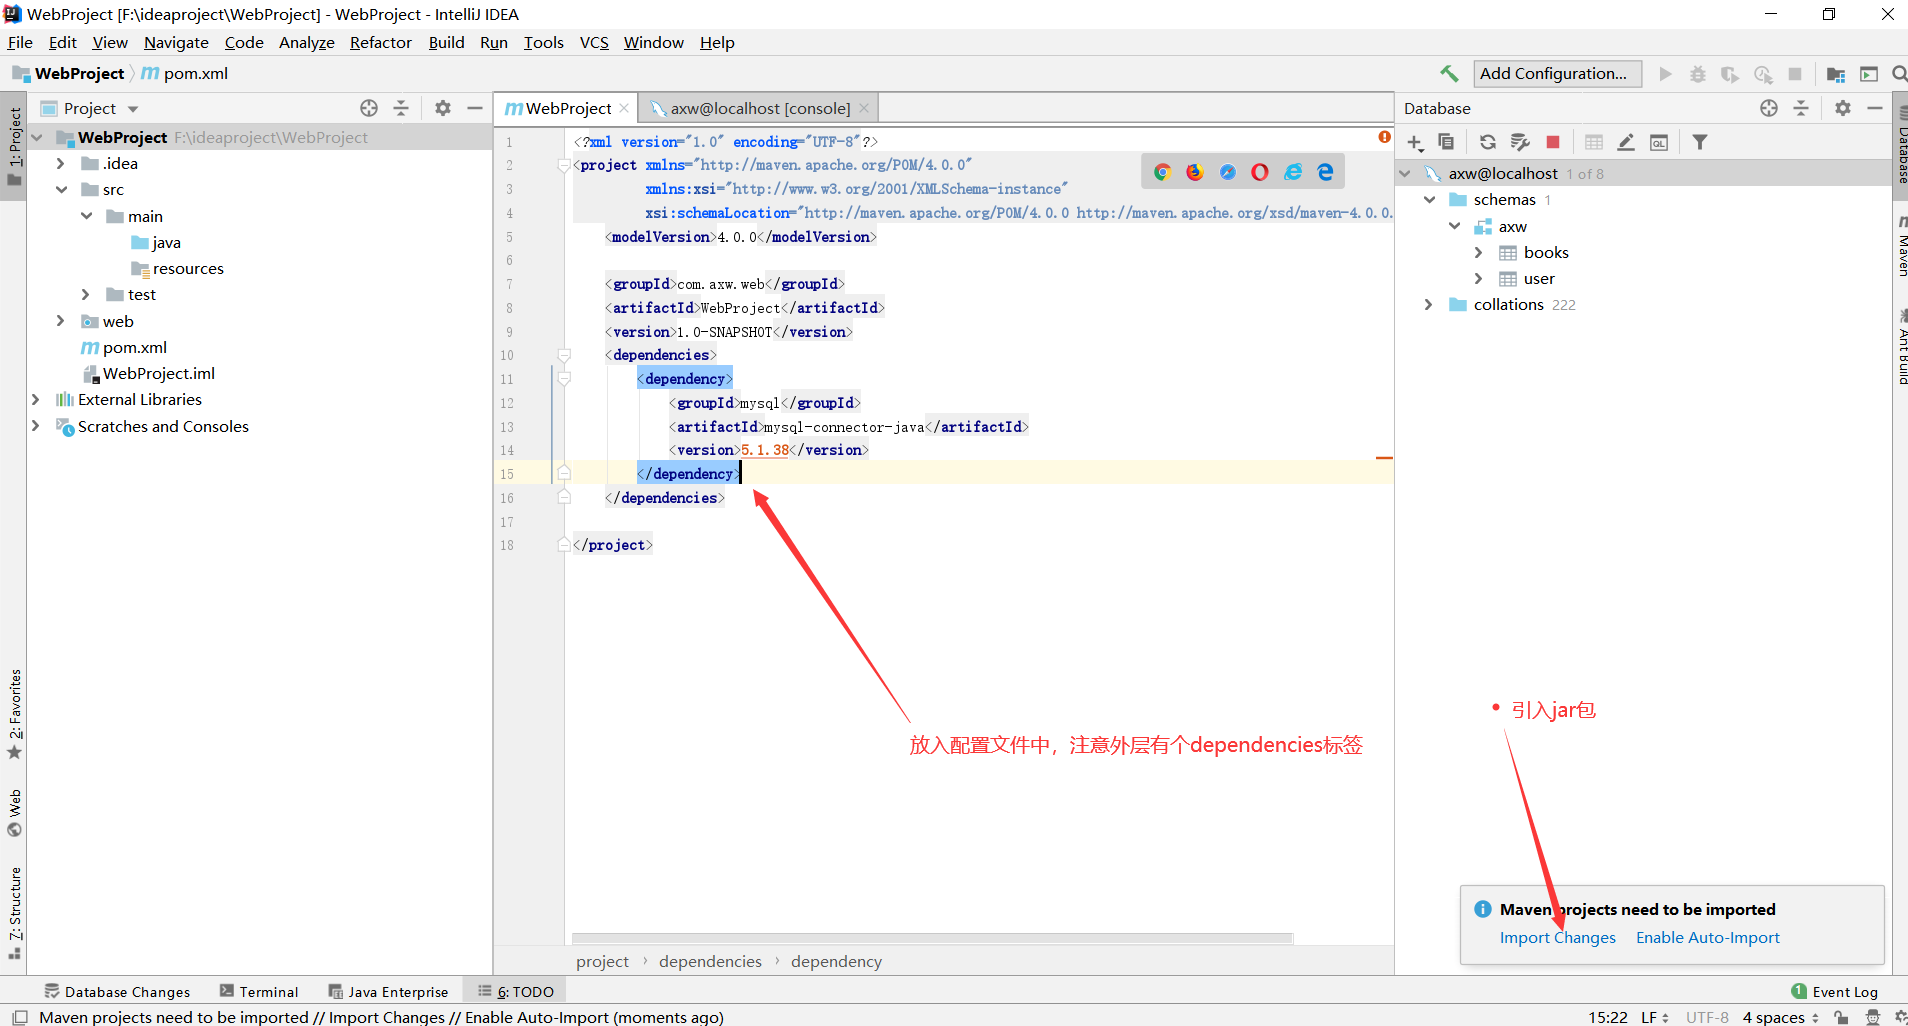 WebProject [F:\ideaproject\WebProject] - WebProject - IntelliJ IDEA
File Edit View Navigate Code Analyze Refactor Build Run Tools VCS Window Help
WebProject pom.xml
Add Configuration...
1: Project
2: Favorites
Web
7: Structure
Project
WebProject F:\ideaproject\WebProject
.idea
src
main
java
resources
test
web
pom.xml
WebProject.iml
External Libraries
Scratches and Consoles
WebProject
axw@localhost [console]
1 <?xml version="1.0" encoding="UTF-8"?>
2 <project xmlns="http://maven.apache.org/POM/4.0.0"
3 xmlns:xsi="http://www.w3.org/2001/XMLSchema-instance"
4 xsi:schemaLocation="http://maven.apache.org/POM/4.0.0 http://maven.apache.org/xsd/maven-4.0.0.
5 <modelVersion>4.0.0</modelVersion>
6
7 <groupId>com.axw.web</groupId>
8 <artifactId>WebProject</artifactId>
9 <version>1.0-SNAPSHOT</version>
10 <dependencies>
11 <dependency>
12 <groupId>mysql</groupId>
13 <artifactId>mysql-connector-java</artifactId>
14 <version>5.1.38</version>
15 </dependency>
16 </dependencies>
17
18 </project>
放入配置文件中，注意外层有个dependencies标签
project › dependencies › dependency
Database
QL
axw@localhost 1 of 8
schemas 1
axw
books
user
collations 222
引入jar包
Maven projects need to be imported
Import Changes Enable Auto-Import
Database
Maven
Ant Build
Database Changes Terminal Java Enterprise 6: TODO
1 Event Log
Maven projects need to be imported // Import Changes // Enable Auto-Import (moments ago)
15:22 LF UTF-8 4 spaces